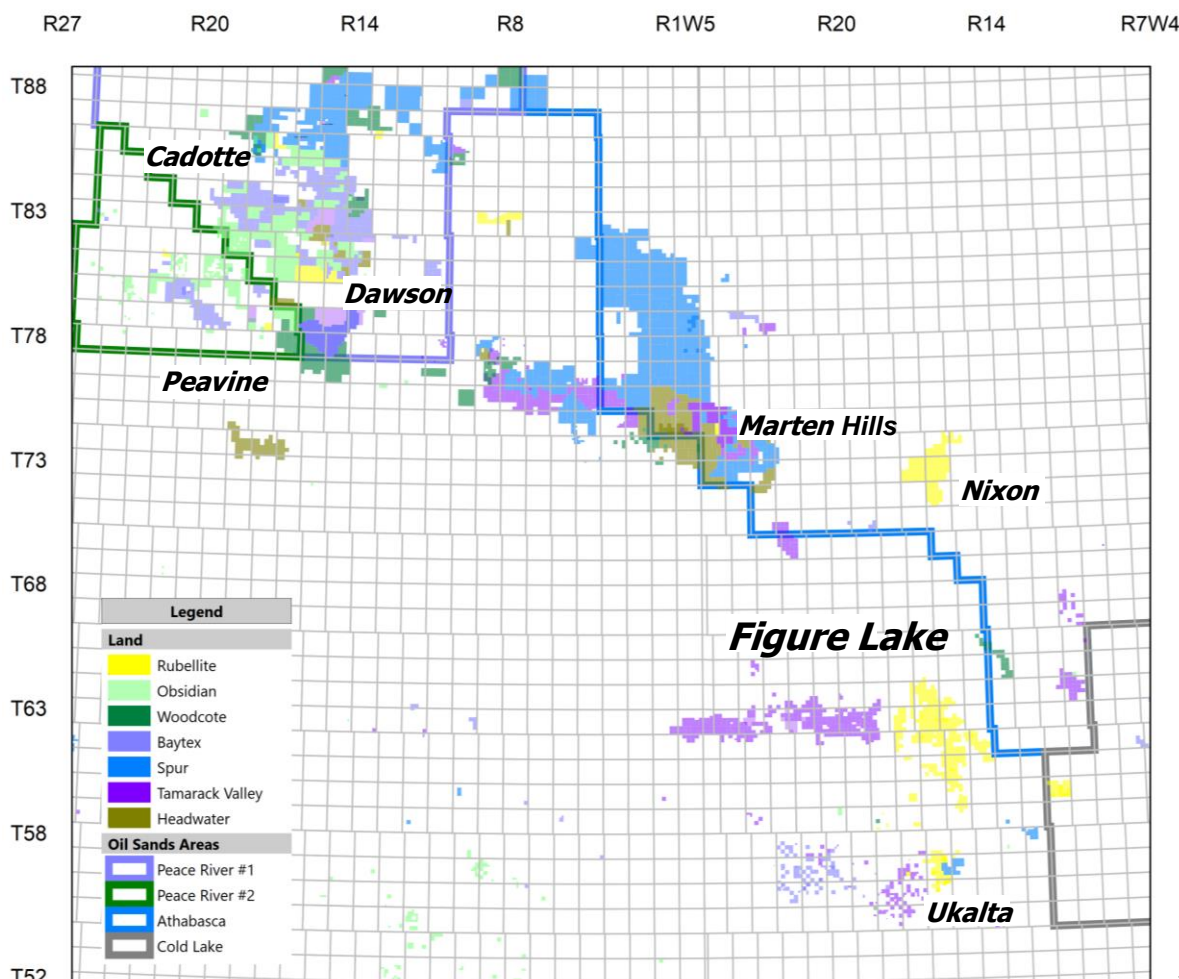 R27 R20 R14 R8 R1W5 R20 R14 R7W4
T88
Cadotte
T83
Dawson
T78
Peavine
Marten Hills
T73
Nixon
T68
Legend
Land
Figure Lake
Rubellite
Obsidian
Woodcote
T63
Baytex
Spur
Tamarack Valley
Headwater
T58
Oil Sands Areas
Peace River #1
Peace River #2
Ukalta
Athabasca
Cold Lake
T52